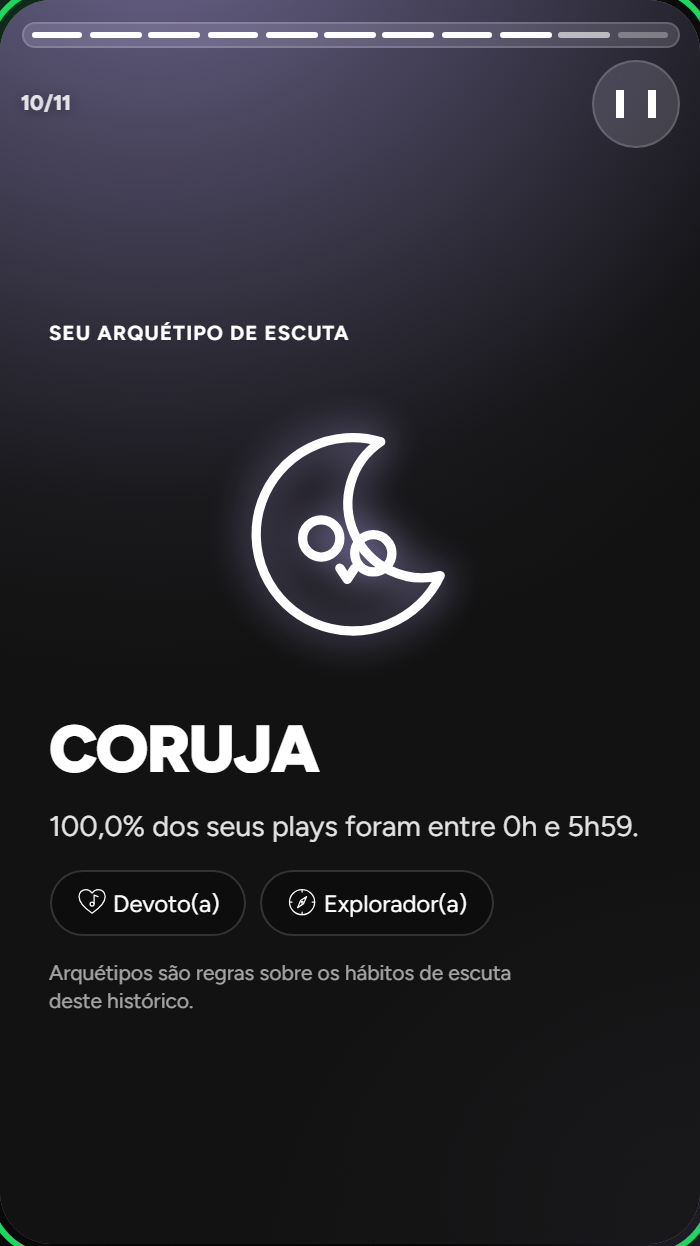 10/11
SEU ARQUÉTIPO DE ESCUTA
CORUJA
100,0% dos seus plays foram entre 0h e 5h59.
Devoto(a) Explorador(a)
Arquétipos são regras sobre os hábitos de escuta
deste histórico.